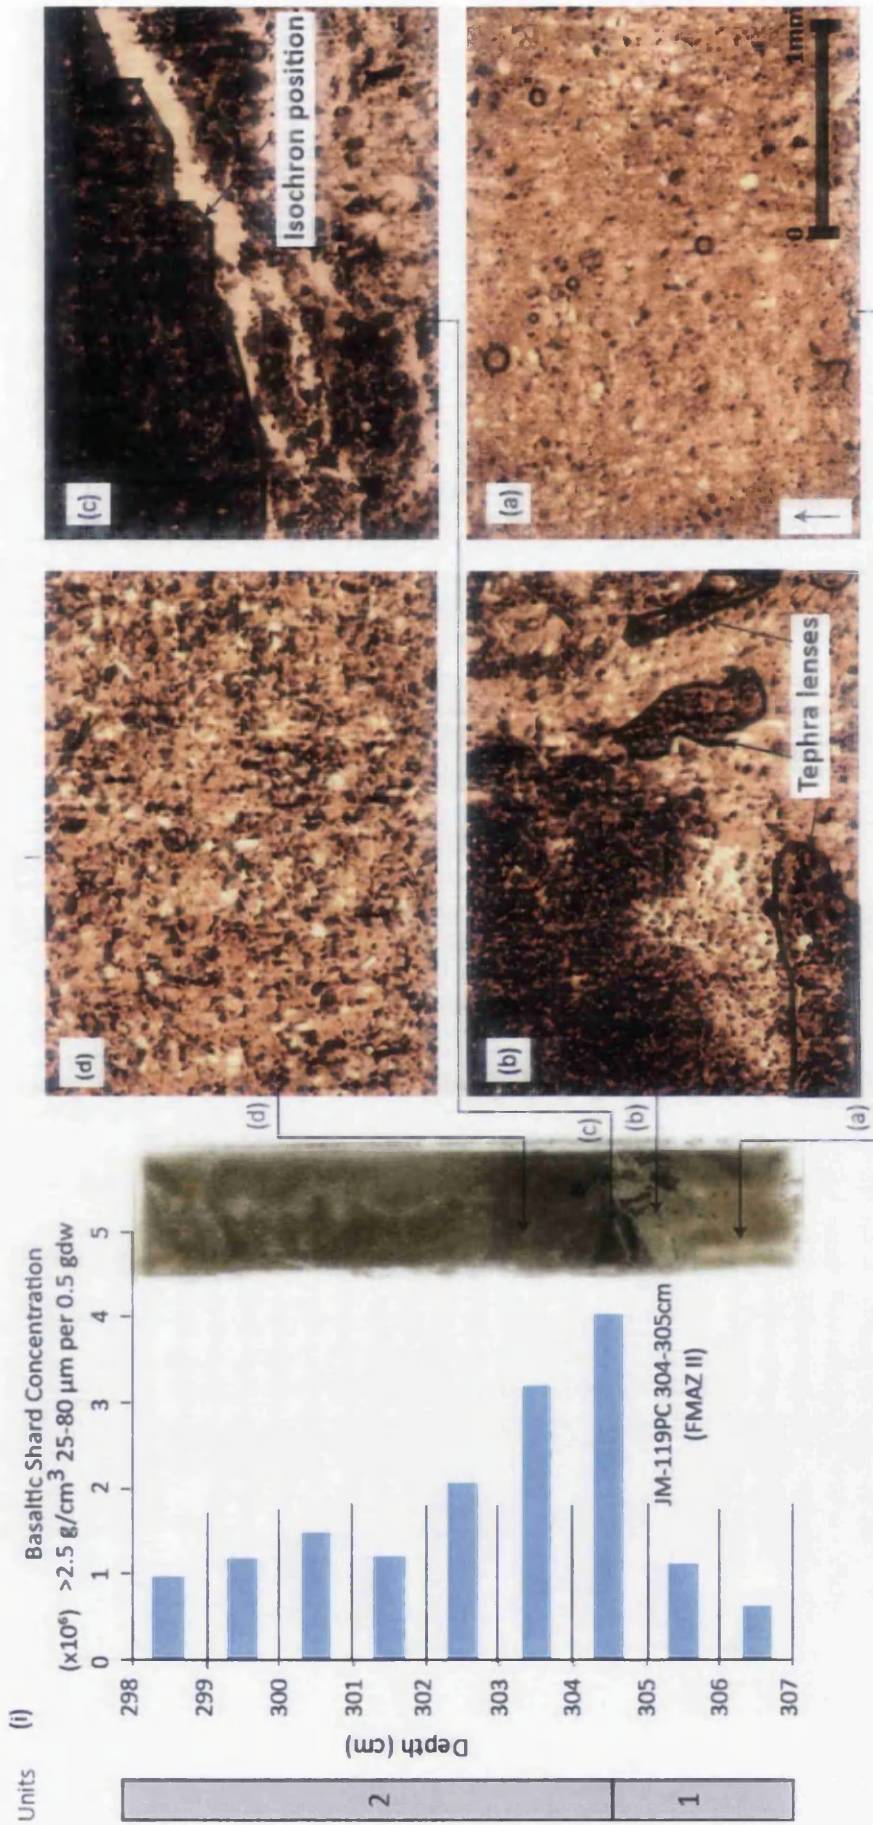 Units
(i)
Basaltic Shard Concentration
(x10⁶) >2.5 g/cm³ 25-80 µm per 0.5 gdw
0 1 2 3 4 5
Depth (cm)
298
299
300
301
302
303
304
305
306
307
2
1
JM-119PC 304-305cm
(FMAZ II)
(d)
(c)
(b)
(a)
(d)
(c)
Isochron position
(b)
Tephra lenses
(a)
0 1mm